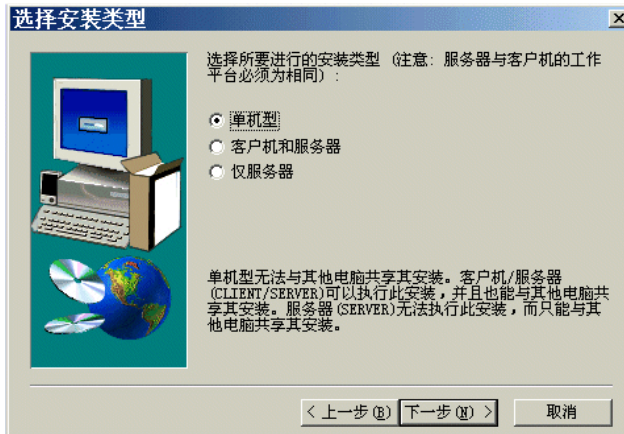 选择安装类型
选择所要进行的安装类型 (注意: 服务器与客户机的工作
平台必须为相同) :
单机型
客户机和服务器
仅服务器
单机型无法与其他电脑共享其安装。客户机/服务器
(CLIENT/SERVER)可以执行此安装,并且也能与其他电脑共
享其安装。服务器(SERVER)无法执行此安装,而只能与其
他电脑共享其安装。
< 上一步(B) 下一步(N) > 取消